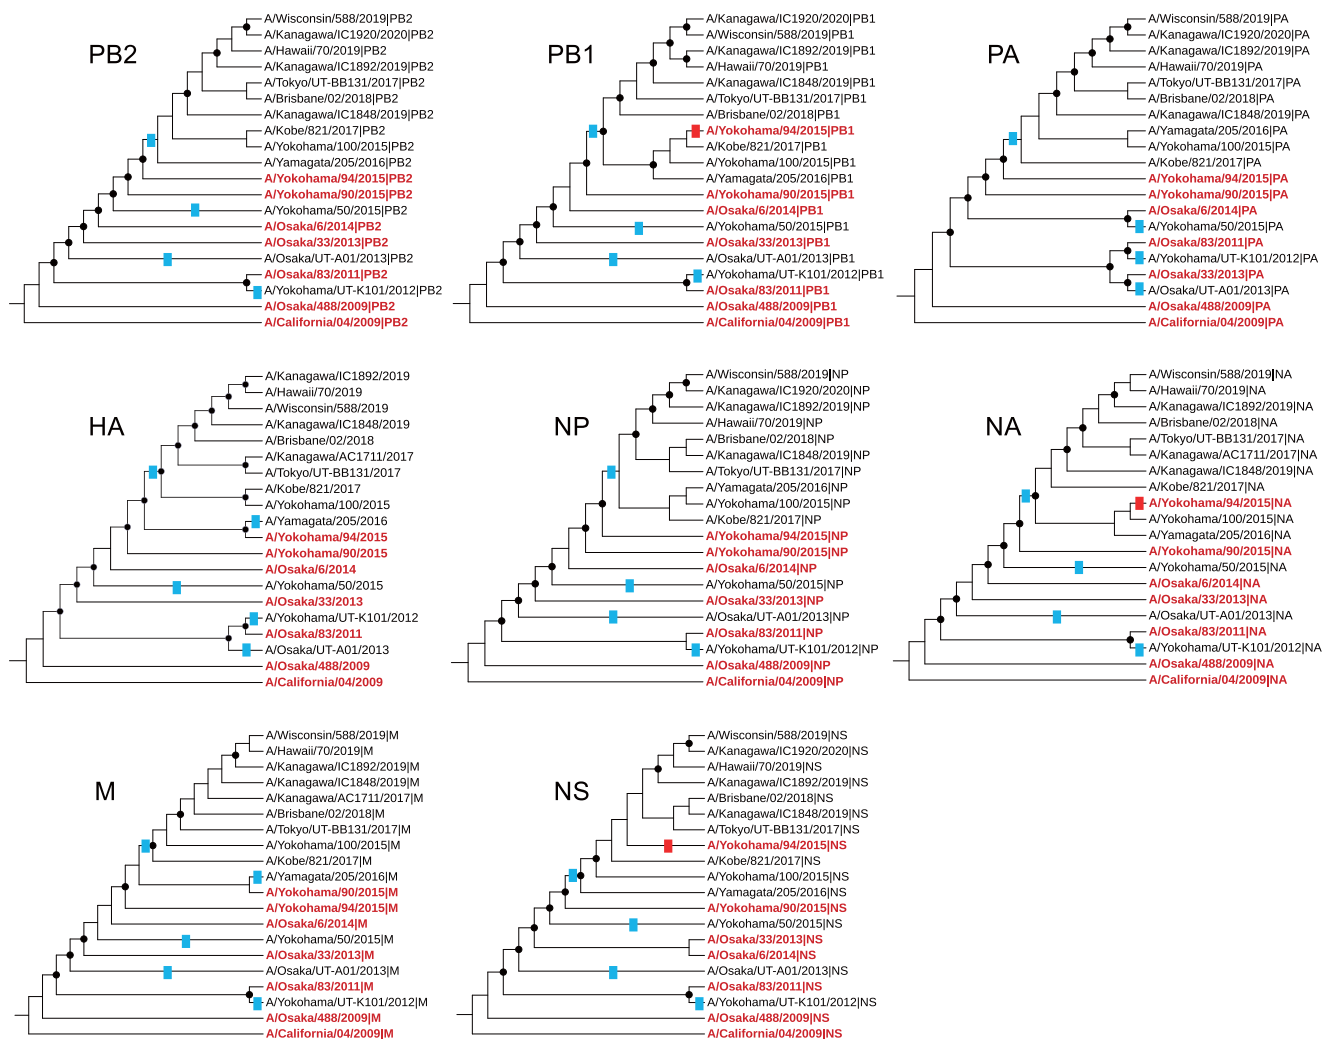 PB2
A/Wisconsin/588/2019|PB2
A/Kanagawa/IC1920/2020|PB2
A/Hawaii/70/2019|PB2
A/Kanagawa/IC1892/2019|PB2
A/Tokyo/UT-BB131/2017|PB2
A/Brisbane/02/2018|PB2
A/Kanagawa/IC1848/2019|PB2
A/Kobe/821/2017|PB2
A/Yokohama/100/2015|PB2
A/Yamagata/205/2016|PB2
A/Yokohama/94/2015|PB2
A/Yokohama/90/2015|PB2
A/Yokohama/50/2015|PB2
A/Osaka/6/2014|PB2
A/Osaka/33/2013|PB2
A/Osaka/UT-A01/2013|PB2
A/Osaka/83/2011|PB2
A/Yokohama/UT-K101/2012|PB2
A/Osaka/488/2009|PB2
A/California/04/2009|PB2
PB1
A/Kanagawa/IC1920/2020|PB1
A/Wisconsin/588/2019|PB1
A/Kanagawa/IC1892/2019|PB1
A/Hawaii/70/2019|PB1
A/Kanagawa/IC1848/2019|PB1
A/Tokyo/UT-BB131/2017|PB1
A/Brisbane/02/2018|PB1
A/Yokohama/94/2015|PB1
A/Kobe/821/2017|PB1
A/Yokohama/100/2015|PB1
A/Yamagata/205/2016|PB1
A/Yokohama/90/2015|PB1
A/Osaka/6/2014|PB1
A/Yokohama/50/2015|PB1
A/Osaka/33/2013|PB1
A/Osaka/UT-A01/2013|PB1
A/Yokohama/UT-K101/2012|PB1
A/Osaka/83/2011|PB1
A/Osaka/488/2009|PB1
A/California/04/2009|PB1
PA
A/Wisconsin/588/2019|PA
A/Kanagawa/IC1920/2020|PA
A/Kanagawa/IC1892/2019|PA
A/Hawaii/70/2019|PA
A/Tokyo/UT-BB131/2017|PA
A/Brisbane/02/2018|PA
A/Kanagawa/IC1848/2019|PA
A/Yamagata/205/2016|PA
A/Yokohama/100/2015|PA
A/Kobe/821/2017|PA
A/Yokohama/94/2015|PA
A/Yokohama/90/2015|PA
A/Osaka/6/2014|PA
A/Yokohama/50/2015|PA
A/Osaka/83/2011|PA
A/Yokohama/UT-K101/2012|PA
A/Osaka/33/2013|PA
A/Osaka/UT-A01/2013|PA
A/Osaka/488/2009|PA
A/California/04/2009|PA
HA
A/Kanagawa/IC1892/2019
A/Hawaii/70/2019
A/Wisconsin/588/2019
A/Kanagawa/IC1848/2019
A/Brisbane/02/2018
A/Kanagawa/AC1711/2017
A/Tokyo/UT-BB131/2017
A/Kobe/821/2017
A/Yokohama/100/2015
A/Yamagata/205/2016
A/Yokohama/94/2015
A/Yokohama/90/2015
A/Osaka/6/2014
A/Yokohama/50/2015
A/Osaka/33/2013
A/Yokohama/UT-K101/2012
A/Osaka/83/2011
A/Osaka/UT-A01/2013
A/Osaka/488/2009
A/California/04/2009
NP
A/Wisconsin/588/2019|NP
A/Kanagawa/IC1920/2020|NP
A/Kanagawa/IC1892/2019|NP
A/Hawaii/70/2019|NP
A/Brisbane/02/2018|NP
A/Kanagawa/IC1848/2019|NP
A/Tokyo/UT-BB131/2017|NP
A/Yamagata/205/2016|NP
A/Yokohama/100/2015|NP
A/Kobe/821/2017|NP
A/Yokohama/94/2015|NP
A/Yokohama/90/2015|NP
A/Osaka/6/2014|NP
A/Yokohama/50/2015|NP
A/Osaka/33/2013|NP
A/Osaka/UT-A01/2013|NP
A/Osaka/83/2011|NP
A/Yokohama/UT-K101/2012|NP
A/Osaka/488/2009|NP
A/California/04/2009|NP
NA
A/Wisconsin/588/2019|NA
A/Hawaii/70/2019|NA
A/Kanagawa/IC1892/2019|NA
A/Brisbane/02/2018|NA
A/Tokyo/UT-BB131/2017|NA
A/Kanagawa/AC1711/2017|NA
A/Kanagawa/IC1848/2019|NA
A/Kobe/821/2017|NA
A/Yokohama/94/2015|NA
A/Yokohama/100/2015|NA
A/Yamagata/205/2016|NA
A/Yokohama/90/2015|NA
A/Yokohama/50/2015|NA
A/Osaka/6/2014|NA
A/Osaka/33/2013|NA
A/Osaka/UT-A01/2013|NA
A/Osaka/83/2011|NA
A/Yokohama/UT-K101/2012|NA
A/Osaka/488/2009|NA
A/California/04/2009|NA
M
A/Wisconsin/588/2019|M
A/Hawaii/70/2019|M
A/Kanagawa/IC1892/2019|M
A/Kanagawa/IC1848/2019|M
A/Kanagawa/AC1711/2017|M
A/Brisbane/02/2018|M
A/Tokyo/UT-BB131/2017|M
A/Yokohama/100/2015|M
A/Kobe/821/2017|M
A/Yamagata/205/2016|M
A/Yokohama/90/2015|M
A/Yokohama/94/2015|M
A/Osaka/6/2014|M
A/Yokohama/50/2015|M
A/Osaka/33/2013|M
A/Osaka/UT-A01/2013|M
A/Osaka/83/2011|M
A/Yokohama/UT-K101/2012|M
A/Osaka/488/2009|M
A/California/04/2009|M
NS
A/Wisconsin/588/2019|NS
A/Kanagawa/IC1920/2020|NS
A/Hawaii/70/2019|NS
A/Kanagawa/IC1892/2019|NS
A/Brisbane/02/2018|NS
A/Kanagawa/IC1848/2019|NS
A/Tokyo/UT-BB131/2017|NS
A/Yokohama/94/2015|NS
A/Kobe/821/2017|NS
A/Yokohama/100/2015|NS
A/Yamagata/205/2016|NS
A/Yokohama/90/2015|NS
A/Yokohama/50/2015|NS
A/Osaka/33/2013|NS
A/Osaka/6/2014|NS
A/Osaka/UT-A01/2013|NS
A/Osaka/83/2011|NS
A/Yokohama/UT-K101/2012|NS
A/Osaka/488/2009|NS
A/California/04/2009|NS